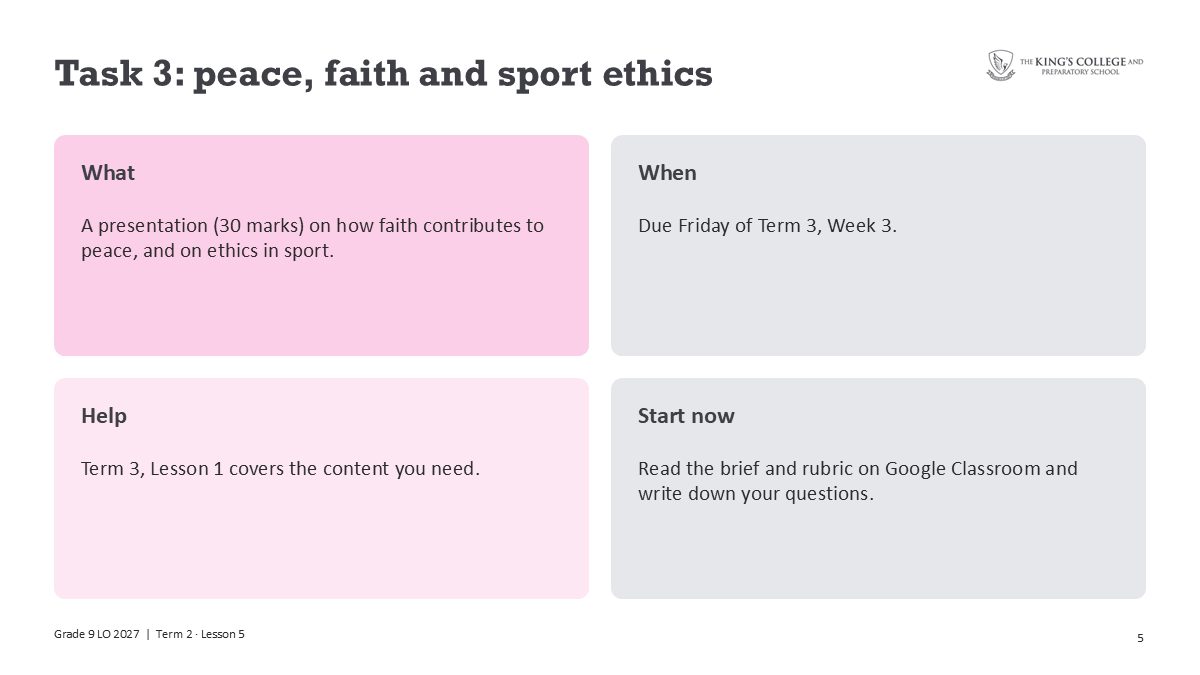 Task 3: peace, faith and sport ethics
THE KING'S COLLEGE AND
PREPARATORY SCHOOL
What
A presentation (30 marks) on how faith contributes to
peace, and on ethics in sport.
When
Due Friday of Term 3, Week 3.
Help
Term 3, Lesson 1 covers the content you need.
Start now
Read the brief and rubric on Google Classroom and
write down your questions.
Grade 9 LO 2027 | Term 2 · Lesson 5
5